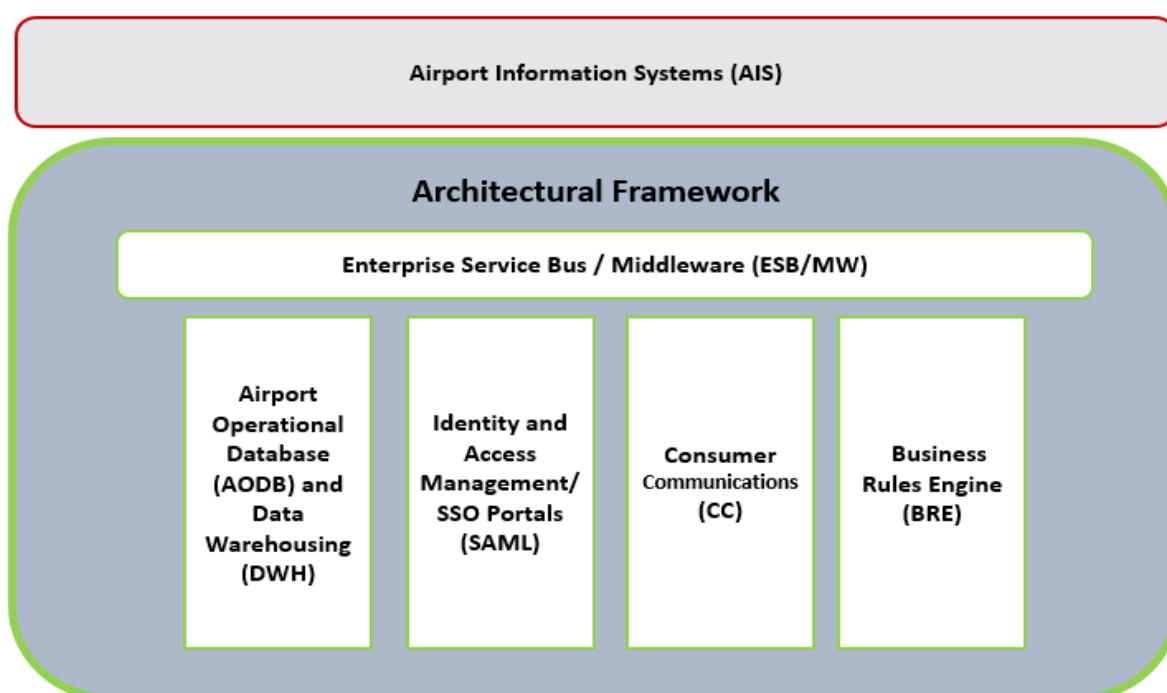 Airport Information Systems (AIS)
Architectural Framework
Enterprise Service Bus / Middleware (ESB/MW)
Airport
Operational
Database
(AODB) and
Data
Warehousing
(DWH)
Identity and
Access
Management/
SSO Portals
(SAML)
Consumer
Communications
(CC)
Business
Rules Engine
(BRE)